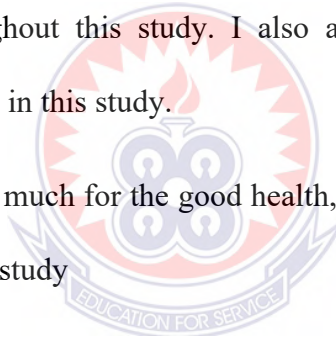 ghout this study. I also a
in this study.
much for the good health,
study
EDUCATION FOR SERVICE